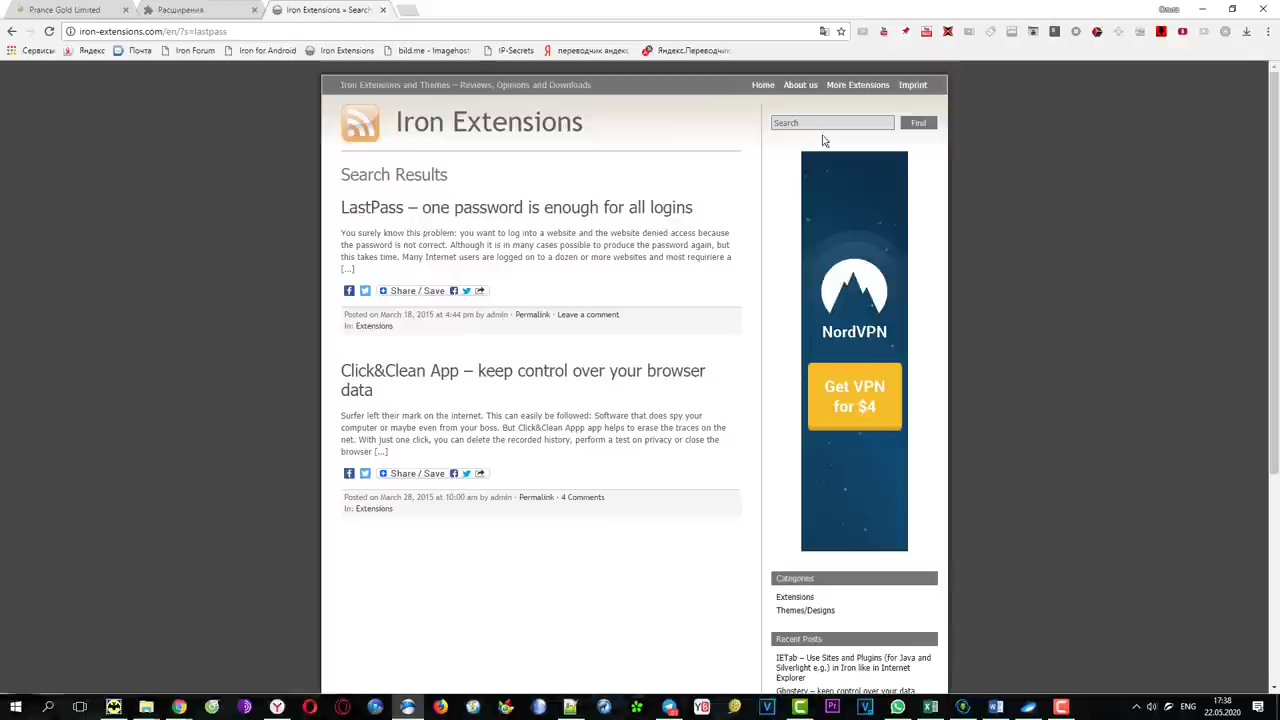 Prance Gold Limited
Расширения
Iron Extensions » Search
Ольга
iron-extensions.com/en/?s=lastpass
Сервисы
Яндекс
Почта
Iron Forum
Iron for Android
Iron Extensions
bild.me - Imagehost
IP-Secrets
переводчик яндекс
Яндекс.Переводчик
Iron Extensions and Themes – Reviews, Opinions and Downloads
Home
About us
More Extensions
Imprint
Iron Extensions
Search
Find
Search Results
LastPass – one password is enough for all logins
You surely know this problem: you want to log into a website and the website denied access because
the password is not correct. Although it is in many cases possible to produce the password again, but
this takes time. Many Internet users are logged on to a dozen or more websites and most requiriere a
[...]
Share / Save
Posted on March 18, 2015 at 4:44 pm by admin · Permalink · Leave a comment
In: Extensions
Click&Clean App – keep control over your browser
data
Surfer left their mark on the internet. This can easily be followed: Software that does spy your
computer or maybe even from your boss. But Click&Clean Appp app helps to erase the traces on the
net. With just one click, you can delete the recorded history, perform a test on privacy or close the
browser [...]
Share / Save
Posted on March 28, 2015 at 10:00 am by admin · Permalink · 4 Comments
In: Extensions
NordVPN
Get VPN
for $4
Categories
Extensions
Themes/Designs
Recent Posts
IETab – Use Sites and Plugins (for Java and
Silverlight e.g.) in Iron like in Internet
Explorer
Ghostery – keep control over your data
ENG
17:38
22.05.2020